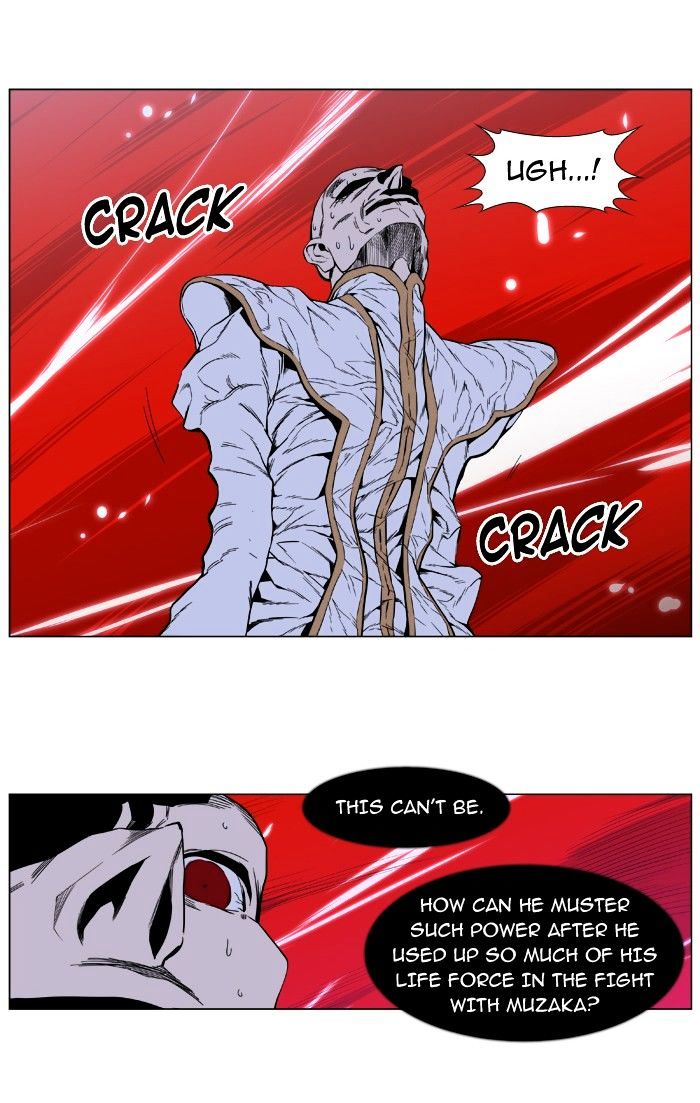 UGH...!
CRACK
CRACK
THIS CAN'T BE.
HOW CAN HE MUSTER
SUCH POWER AFTER HE
USED UP SO MUCH OF HIS
LIFE FORCE IN THE FIGHT
WITH MUZAKA?